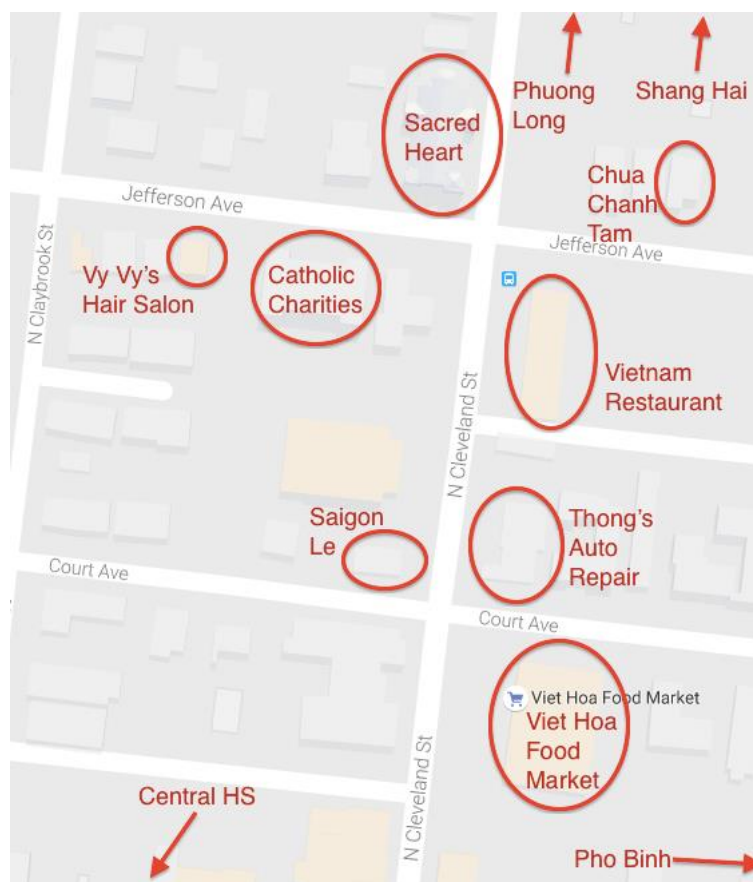 Phuong
Long
Shang Hai
Sacred
Heart
Chua
Chanh
Tam
Jefferson Ave
Jefferson Ave
N Claybrook St
Vy Vy's
Hair Salon
Catholic
Charities
Vietnam
Restaurant
N Cleveland St
Saigon
Le
Thong's
Auto
Repair
Court Ave
Court Ave
Viet Hoa Food Market
Viet Hoa
Food
Market
Central HS
N Cleveland St
Pho Binh